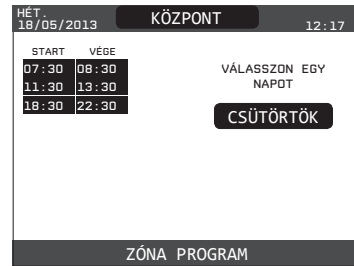 HÉT.
18/05/2013
KÖZPONT
12:17
START VÉGE
07:30 08:30
11:30 13:30
18:30 22:30
VÁLASSZON EGY
NAPOT
CSÜTÖRTÖK
ZÓNA PROGRAM